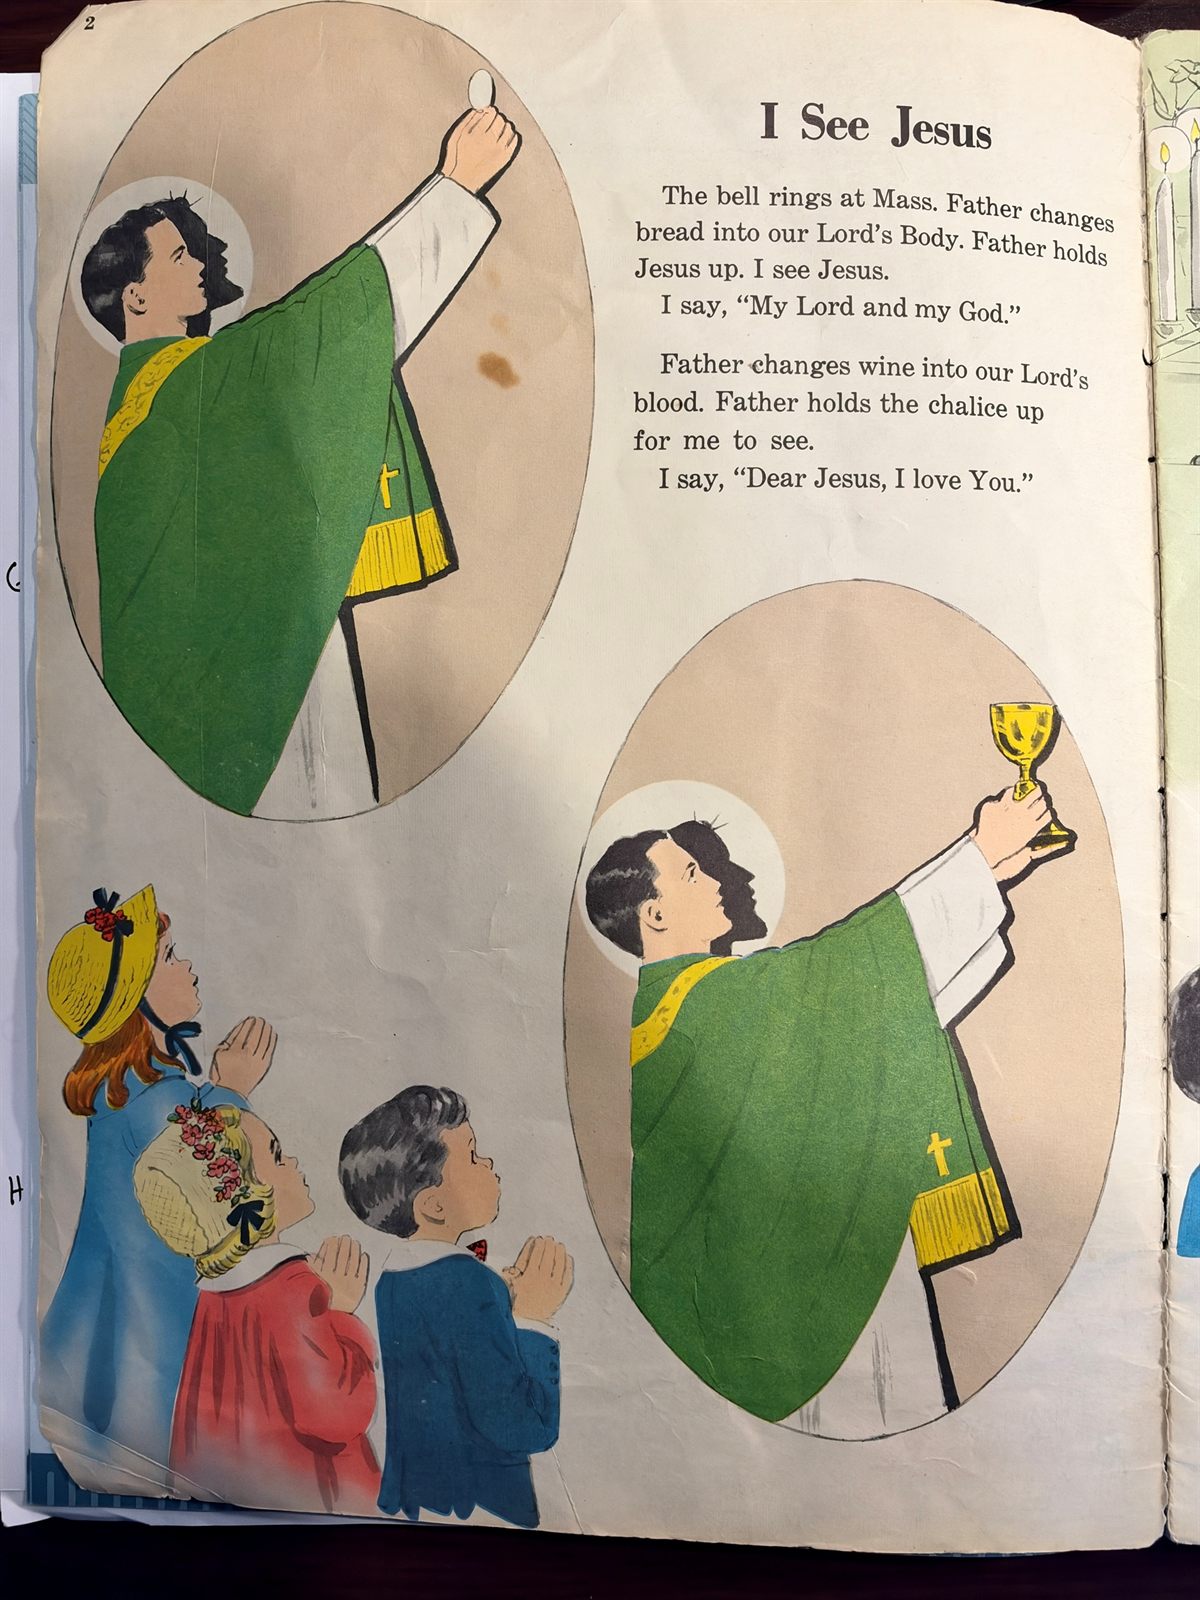 2
I See Jesus
The bell rings at Mass. Father changes
bread into our Lord's Body. Father holds
Jesus up. I see Jesus.
I say, “My Lord and my God.”
Father changes wine into our Lord's
blood. Father holds the chalice up
for me to see.
I say, “Dear Jesus, I love You.”
H